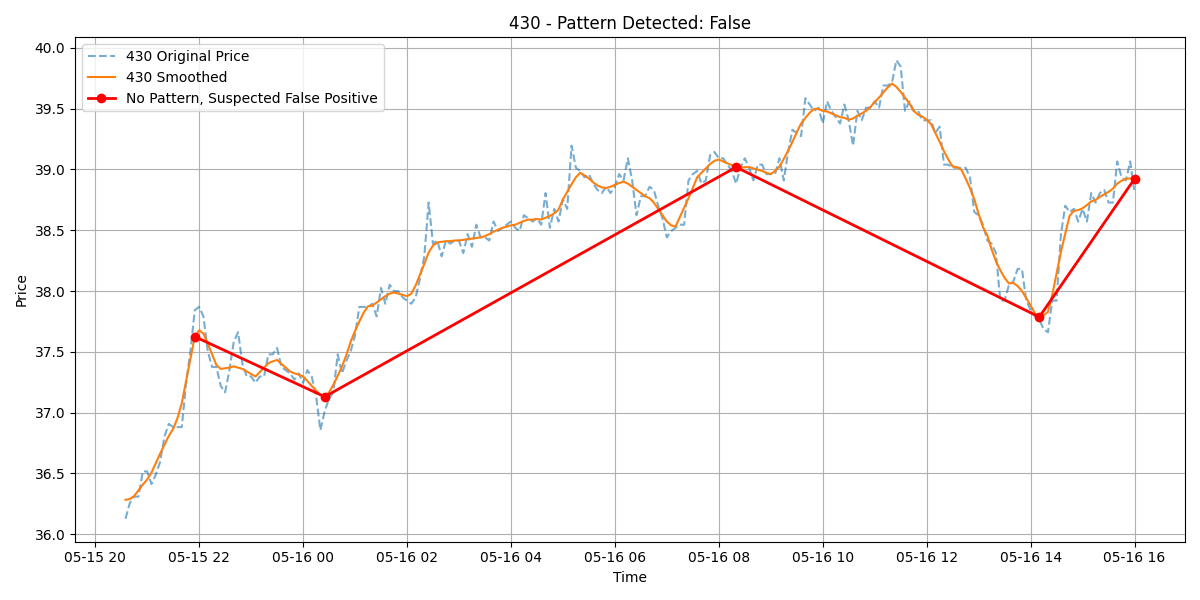 430 - Pattern Detected: False
430 Original Price
430 Smoothed
No Pattern, Suspected False Positive
Price
40.0
39.5
39.0
38.5
38.0
37.5
37.0
36.5
36.0
05-15 20 05-15 22 05-16 00 05-16 02 05-16 04 05-16 06 05-16 08 05-16 10 05-16 12 05-16 14 05-16 16
Time